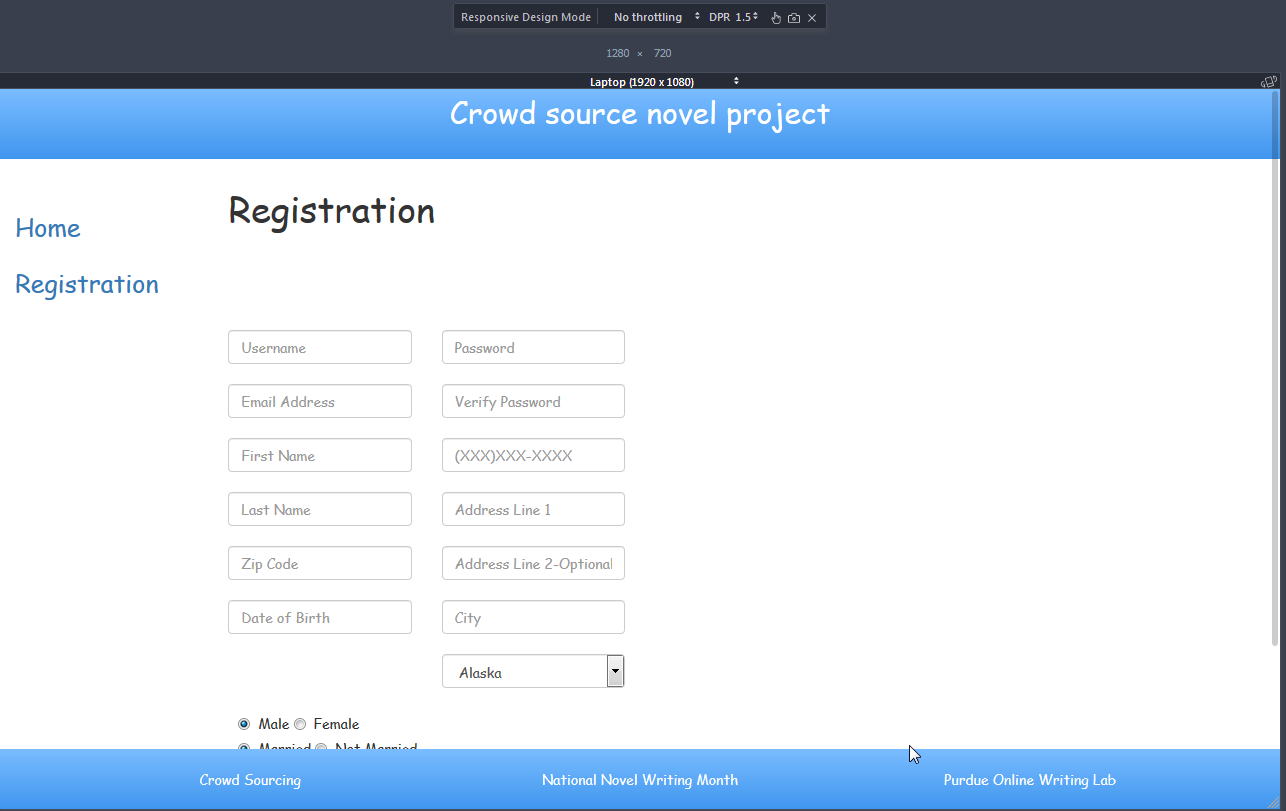 Responsive Design Mode No throttling DPR 1.5
1280 × 720
Laptop (1920 x 1080)
Crowd source novel project
Registration
Home
Registration
Username Password
Email Address Verify Password
First Name (XXX)XXX-XXXX
Last Name Address Line 1
Zip Code Address Line 2-Optional
Date of Birth City
Alaska
Male Female
Married Not Married
Crowd Sourcing National Novel Writing Month Purdue Online Writing Lab